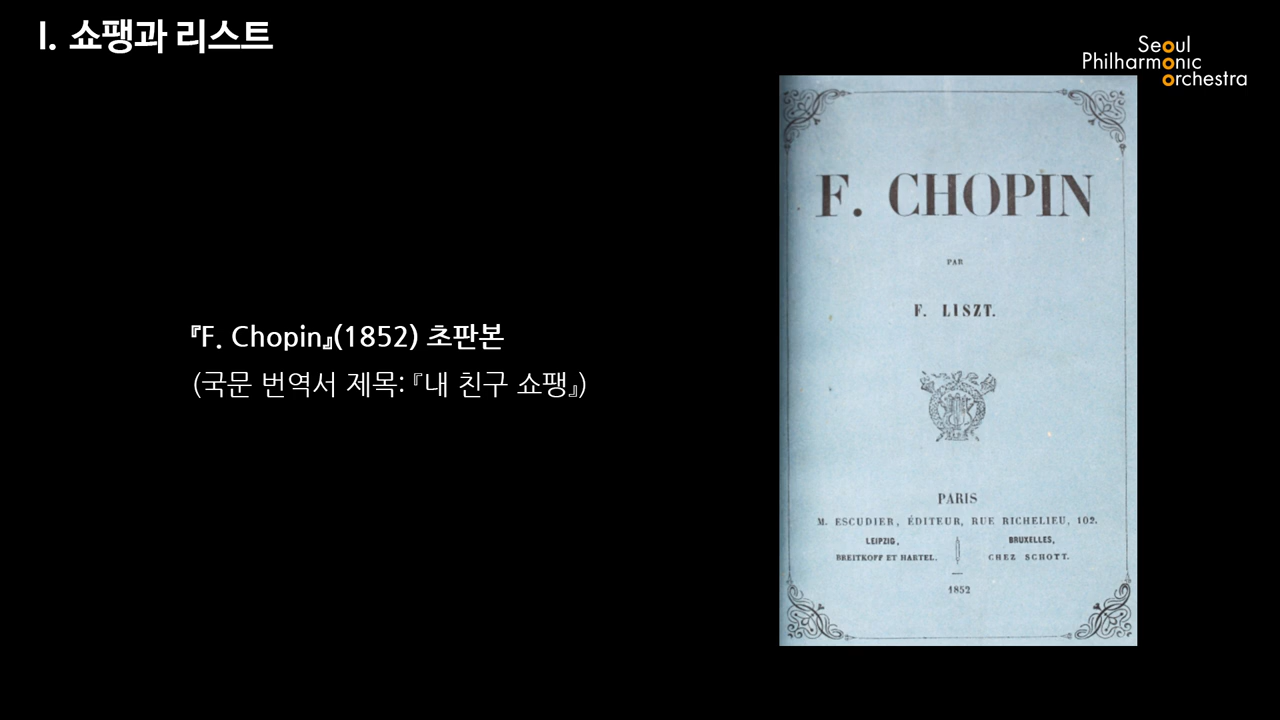 I. 쇼팽과 리스트
Seoul
Philharmonic
orchestra
『F. Chopin』(1852) 초판본
(국문 번역서 제목: 『내 친구 쇼팽』)
F. CHOPIN
PAR
F. LISZT.
PARIS
M. ESCUDIER, ÉDITEUR, RUE RICHELIEU, 102.
LEIPZIG,
BREITKOPF ET HARTEL.
BRUXELLES,
CHEZ SCHOTT.
1852